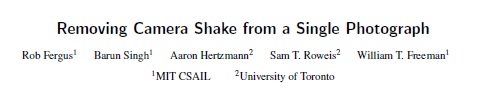 Removing Camera Shake from a Single Photograph
Rob Fergus¹ Barun Singh¹ Aaron Hertzmann² Sam T. Roweis² William T. Freeman¹
¹MIT CSAIL ²University of Toronto